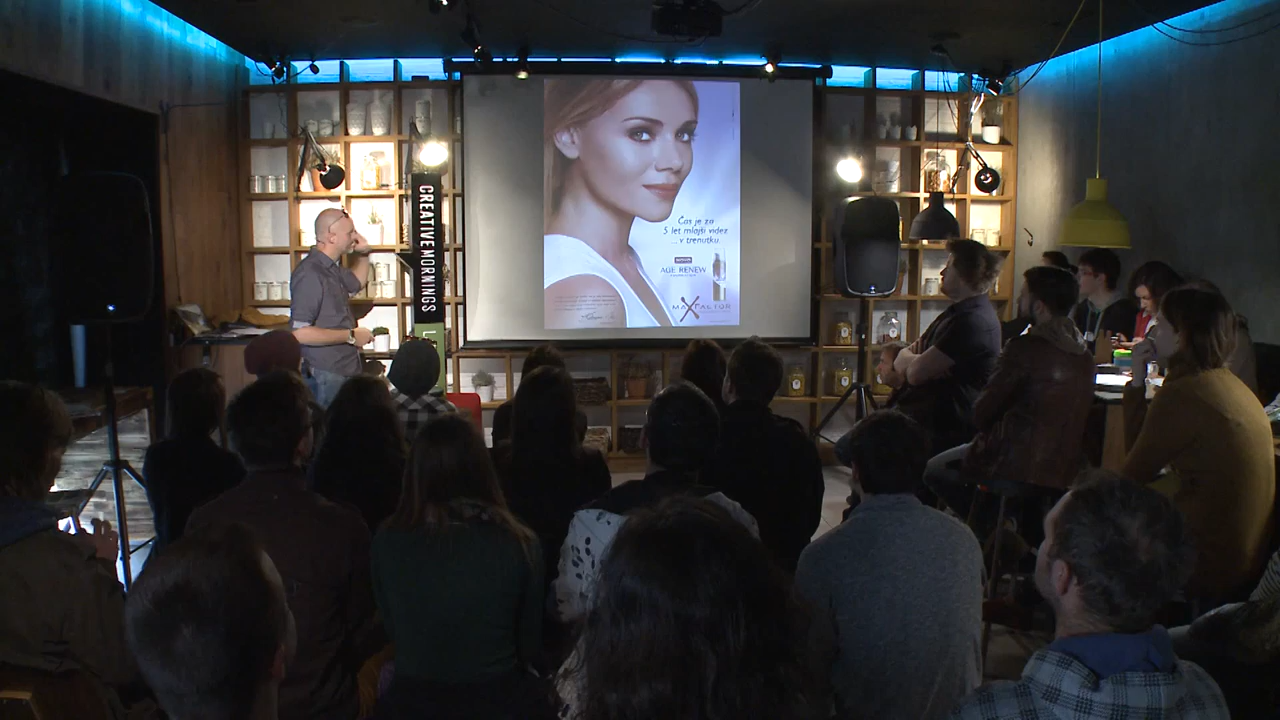 CREATIVEMORNINGS
Čas je za
5 let mlajši videz
... v trenutku.
AGE RENEW
MAXFACTOR